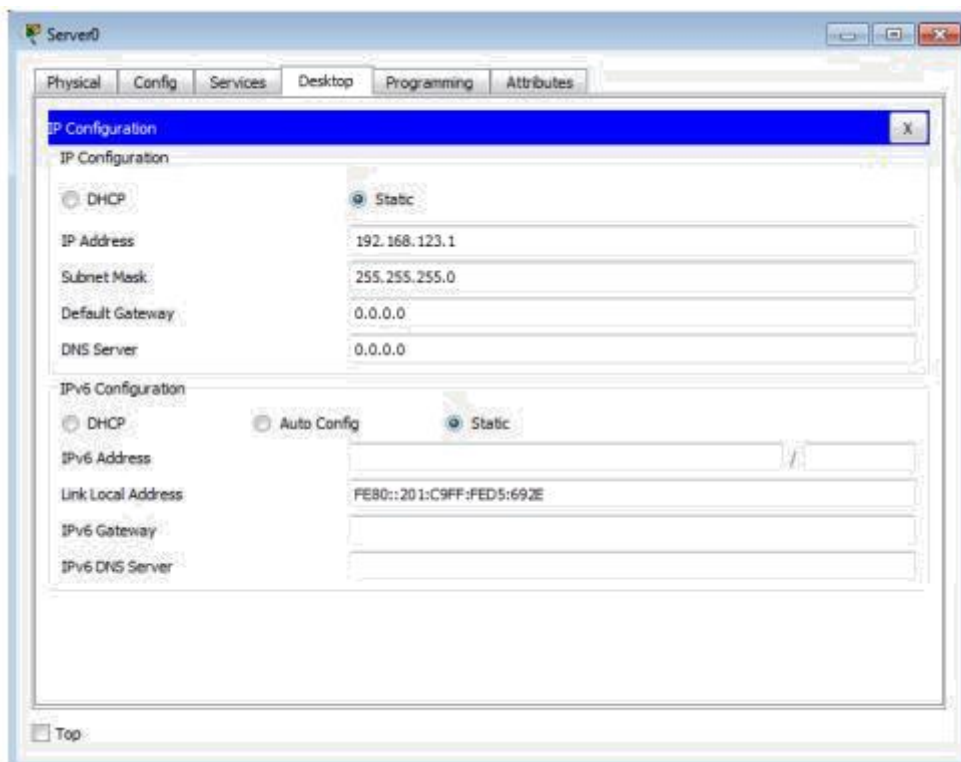 Server0
Physical Config Services Desktop Programming Attributes
IP Configuration X
IP Configuration
DHCP Static
IP Address 192.168.123.1
Subnet Mask 255.255.255.0
Default Gateway 0.0.0.0
DNS Server 0.0.0.0
IPv6 Configuration
DHCP Auto Config Static
IPv6 Address /
Link Local Address FE80::201:C9FF:FED5:692E
IPv6 Gateway
IPv6 DNS Server
Top